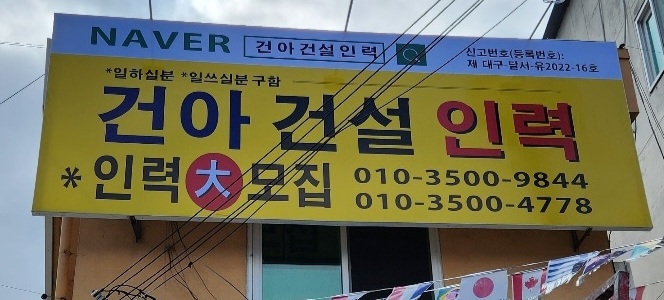 NAVER 건아건설인력
신고번호(등록번호):
제 대구·달서-유2022-16호
*일하실분 *일쓰실분구함
건아 건설 인력
*인력 大 모집
010-3500-9844
010-3500-4778